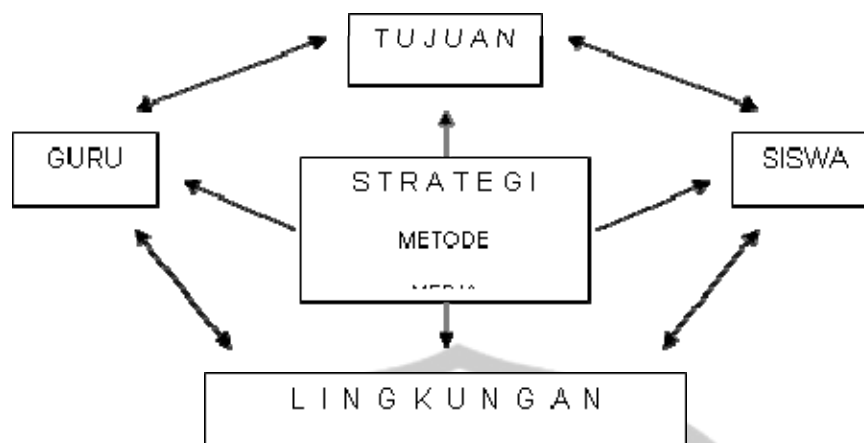 TUJUAN
GURU
SISWA
STRATEGI
METODE
LINGKUNGAN